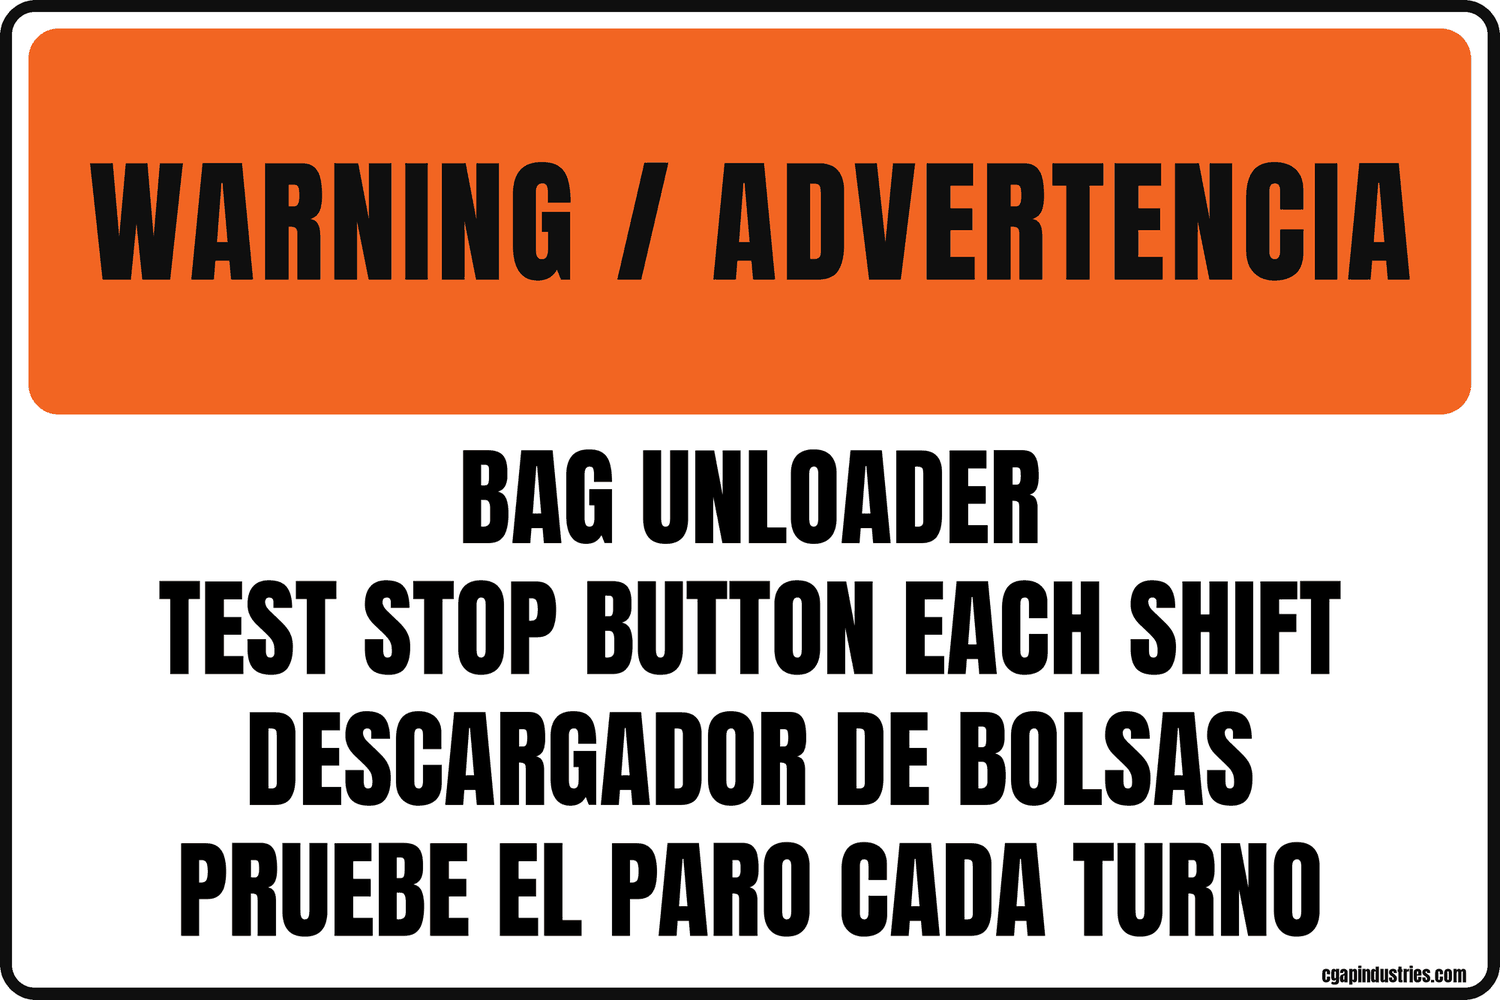 WARNING / ADVERTENCIA
BAG UNLOADER
TEST STOP BUTTON EACH SHIFT
DESCARGADOR DE BOLSAS
PRUEBE EL PARO CADA TURNO
cgapindustries.com